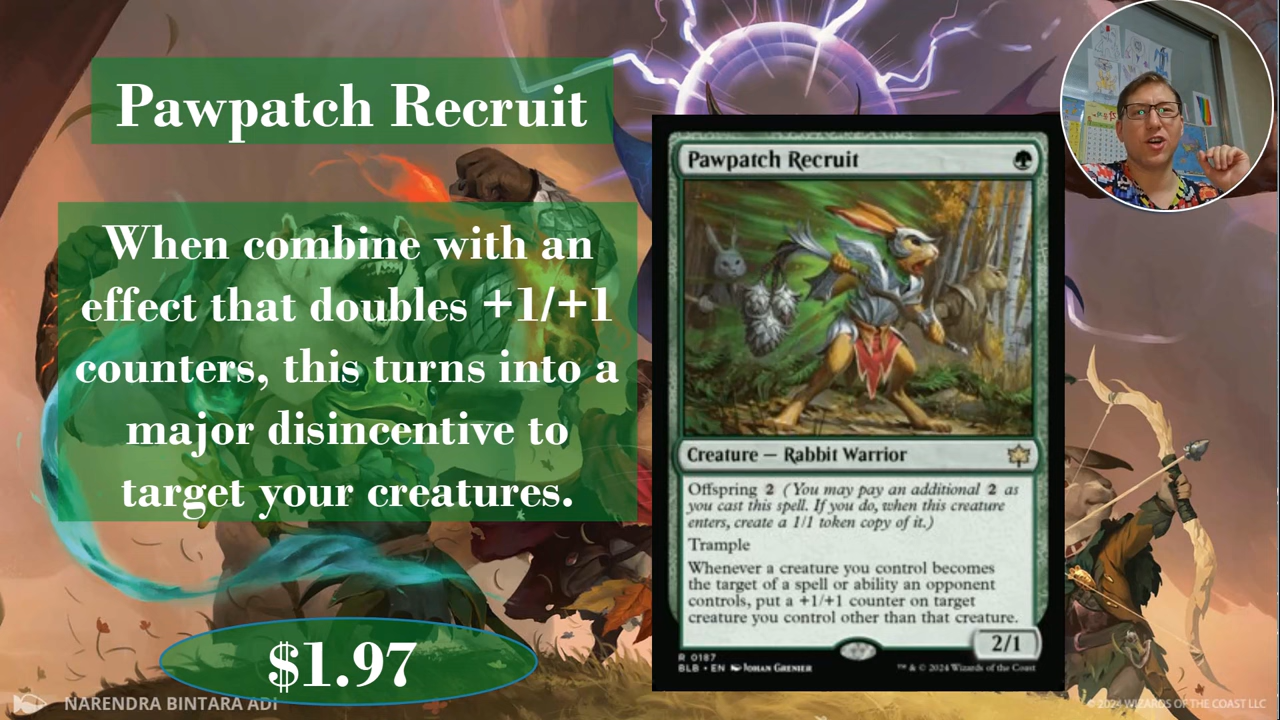 Pawpatch Recruit
When combine with an
effect that doubles +1/+1
counters, this turns into a
major disincentive to
target your creatures.
$1.97
Pawpatch Recruit
Creature — Rabbit Warrior
Offspring 2 (You may pay an additional 2 as
you cast this spell. If you do, when this creature
enters, create a 1/1 token copy of it.)
Trample
Whenever a creature you control becomes
the target of a spell or ability an opponent
controls, put a +1/+1 counter on target
creature you control other than that creature.
2/1
R 0187
BLB • EN Johan Grenier
™ & © 2024 Wizards of the Coast
NARENDRA BINTARA ADI
© 2024 WIZARDS OF THE COAST LLC